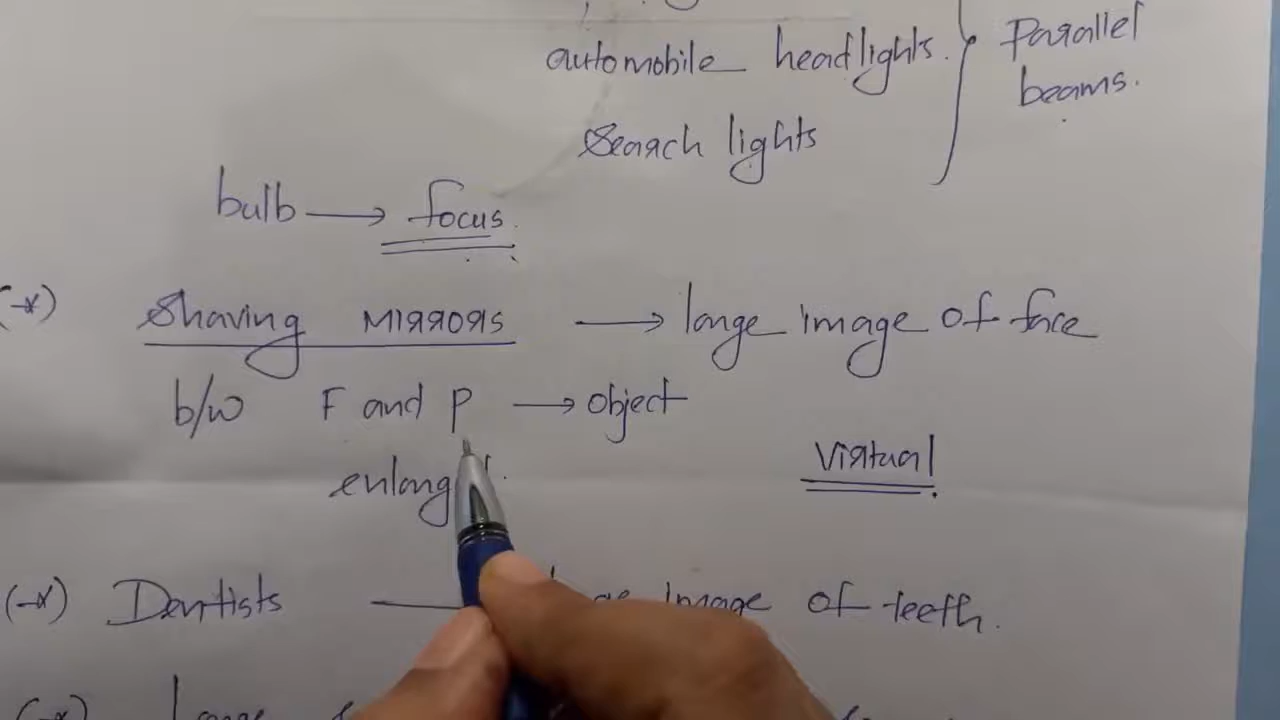 automobile headlights. Parallel
beams.
Search lights
bulb → focus.
(*) Shaving Mirrors → large image of face
b/w F and P → object
Virtual
(*) Dentists image of teeth.
(*) Large